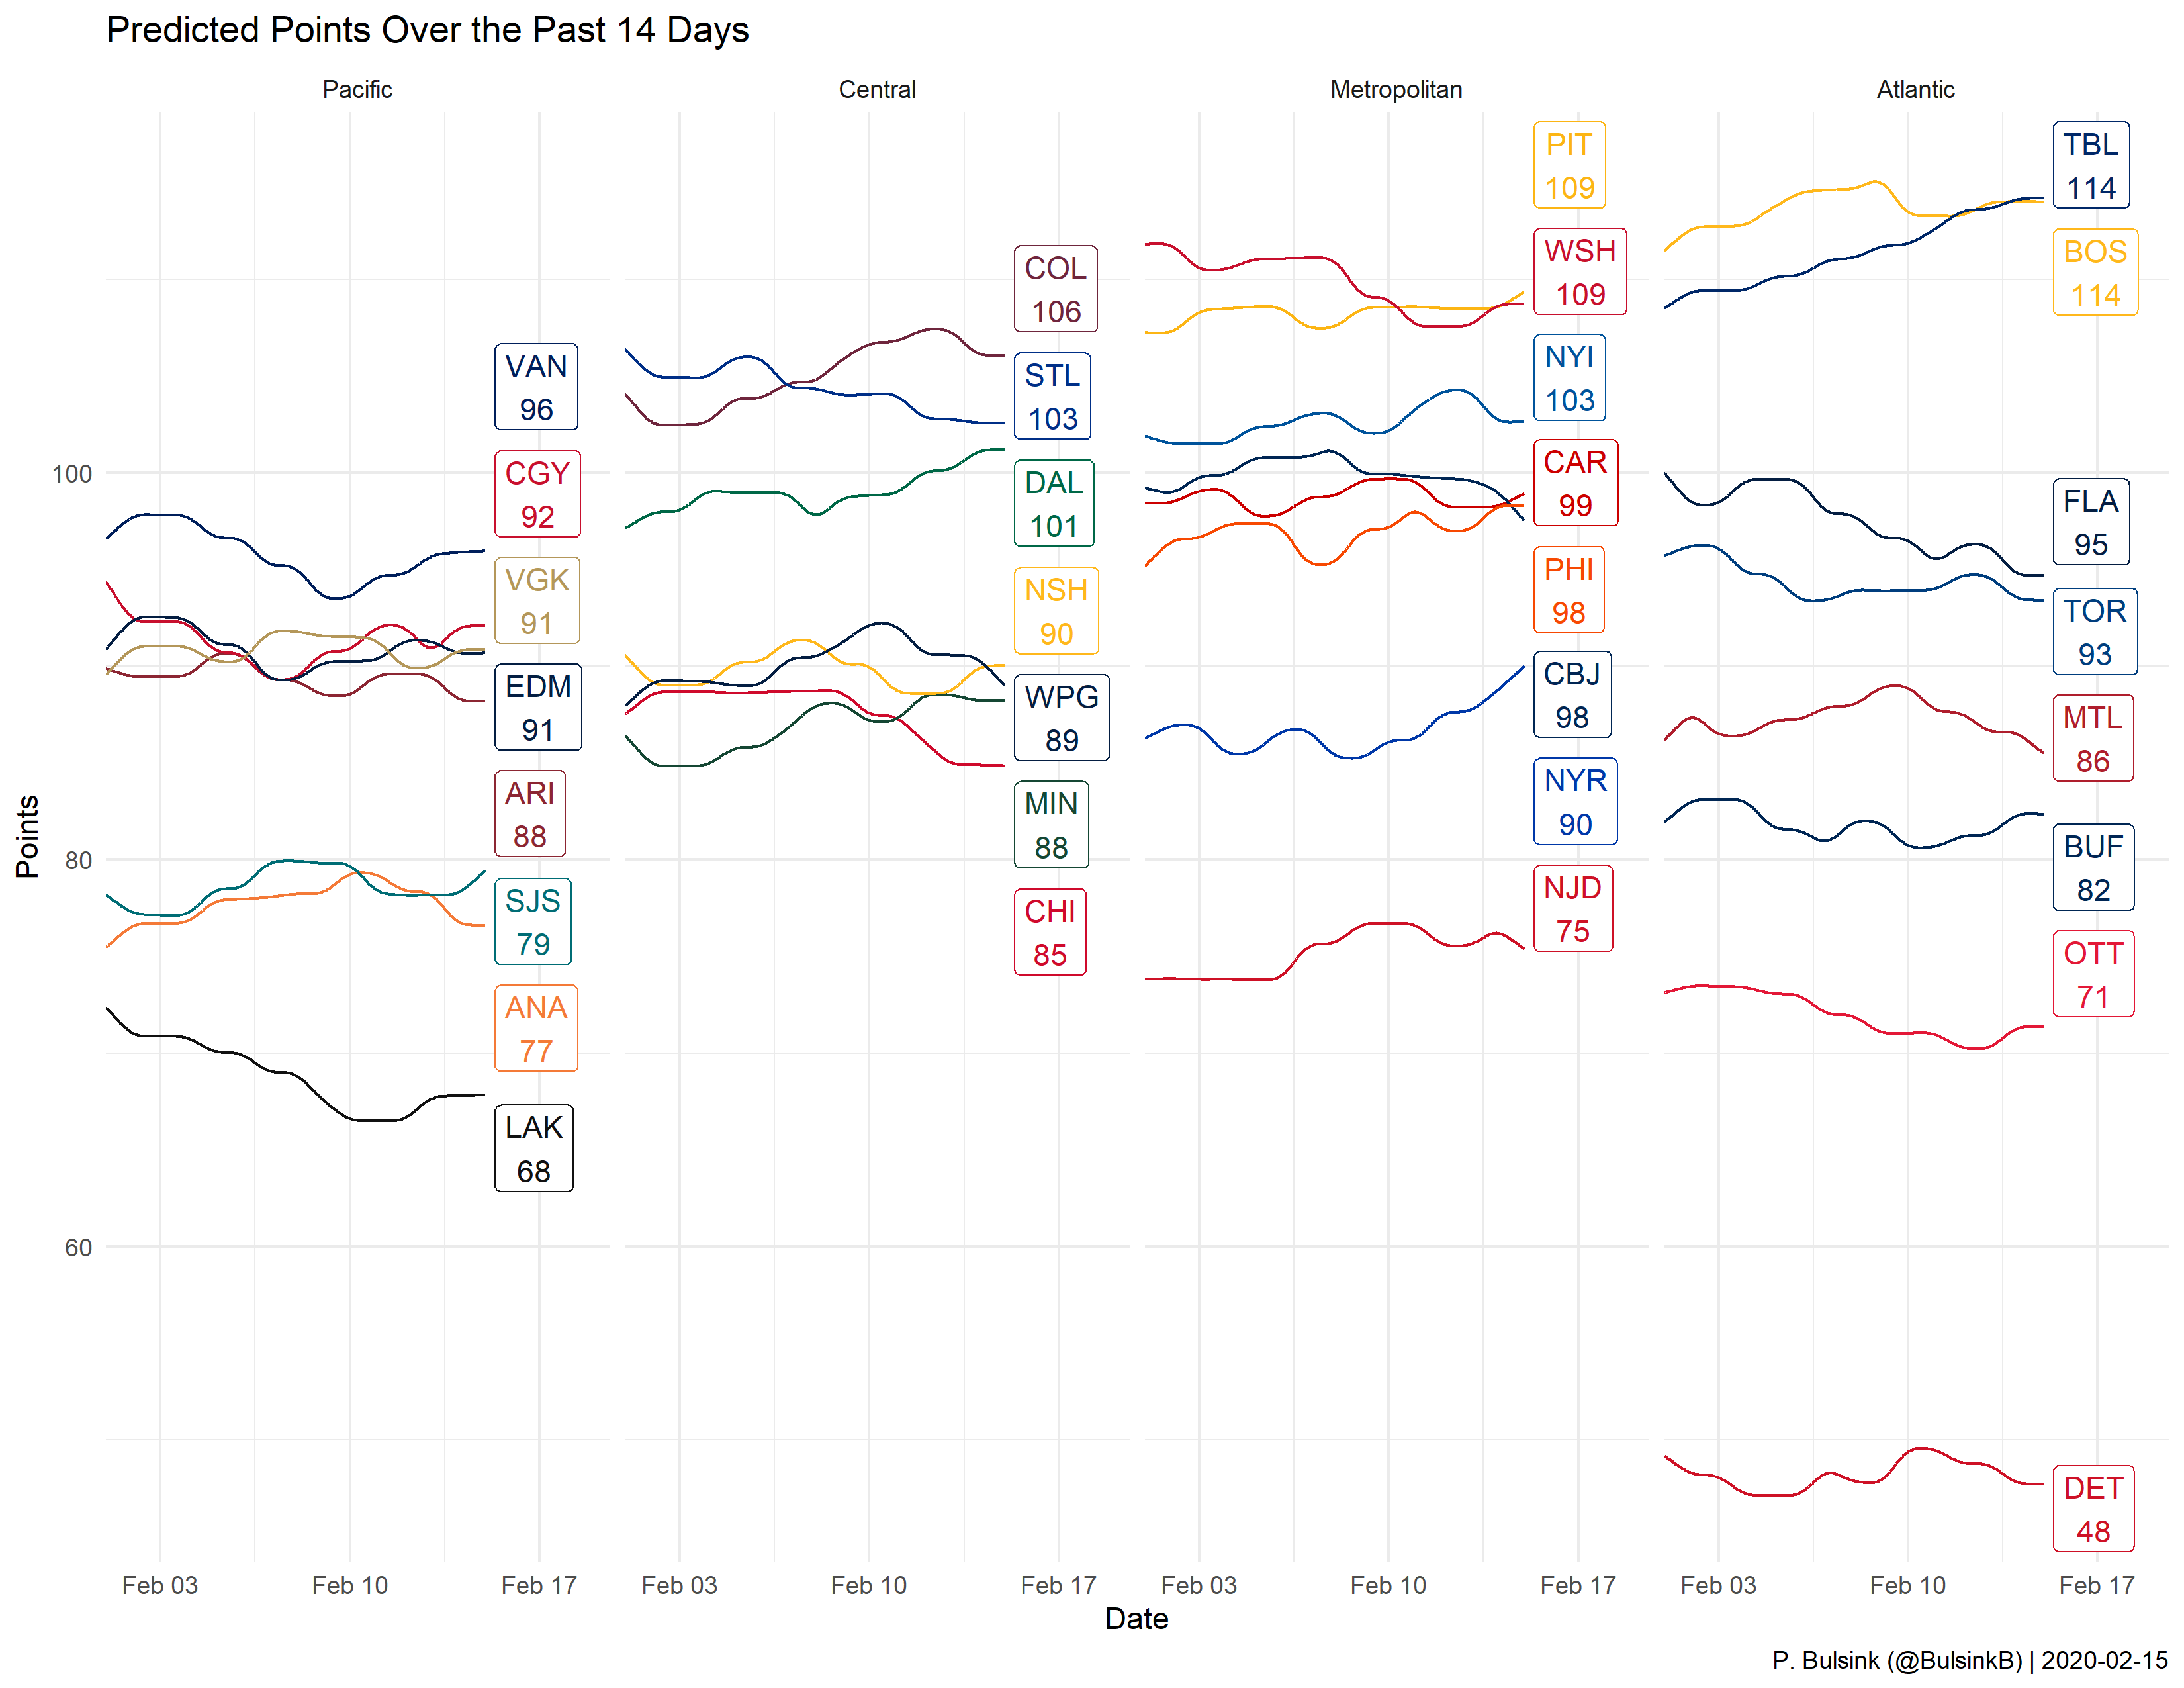 Predicted Points Over the Past 14 Days
Pacific
Central
Metropolitan
Atlantic
Points
100
80
60
VAN
96
CGY
92
VGK
91
EDM
91
ARI
88
SJS
79
ANA
77
LAK
68
COL
106
STL
103
DAL
101
NSH
90
WPG
89
MIN
88
CHI
85
PIT
109
WSH
109
NYI
103
CAR
99
PHI
98
CBJ
98
NYR
90
NJD
75
TBL
114
BOS
114
FLA
95
TOR
93
MTL
86
BUF
82
OTT
71
DET
48
Feb 03 Feb 10 Feb 17
Feb 03 Feb 10 Feb 17
Feb 03 Feb 10 Feb 17
Feb 03 Feb 10 Feb 17
Date
P. Bulsink (@BulsinkB) | 2020-02-15